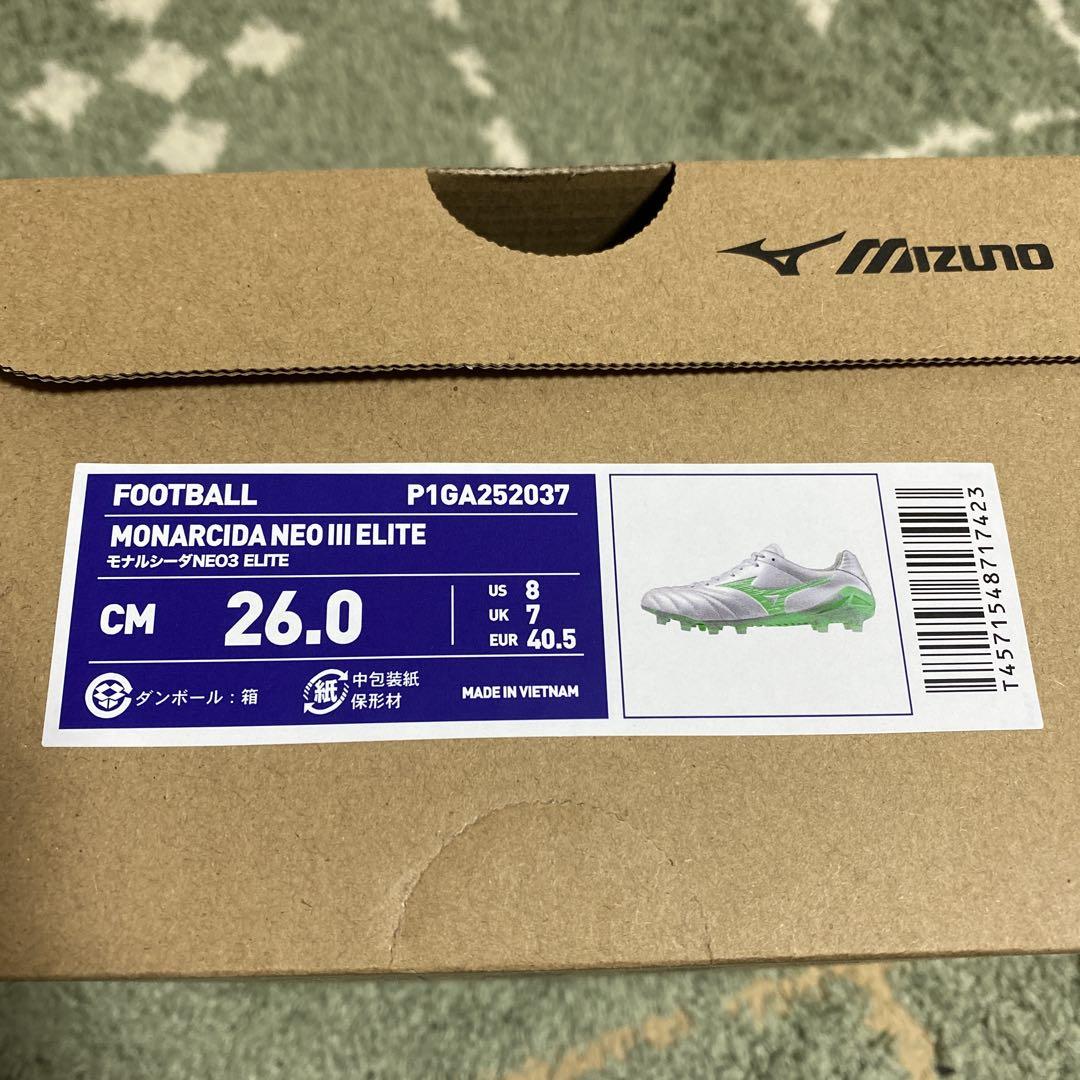 MIZUNO
FOOTBALL P1GA252037
MONARCIDA NEO III ELITE
モナルシーダNEO3 ELITE
CM 26.0
US 8
UK 7
EUR 40.5
ダンボール:箱
紙 中包装紙
保形材
MADE IN VIETNAM
T4571548717423